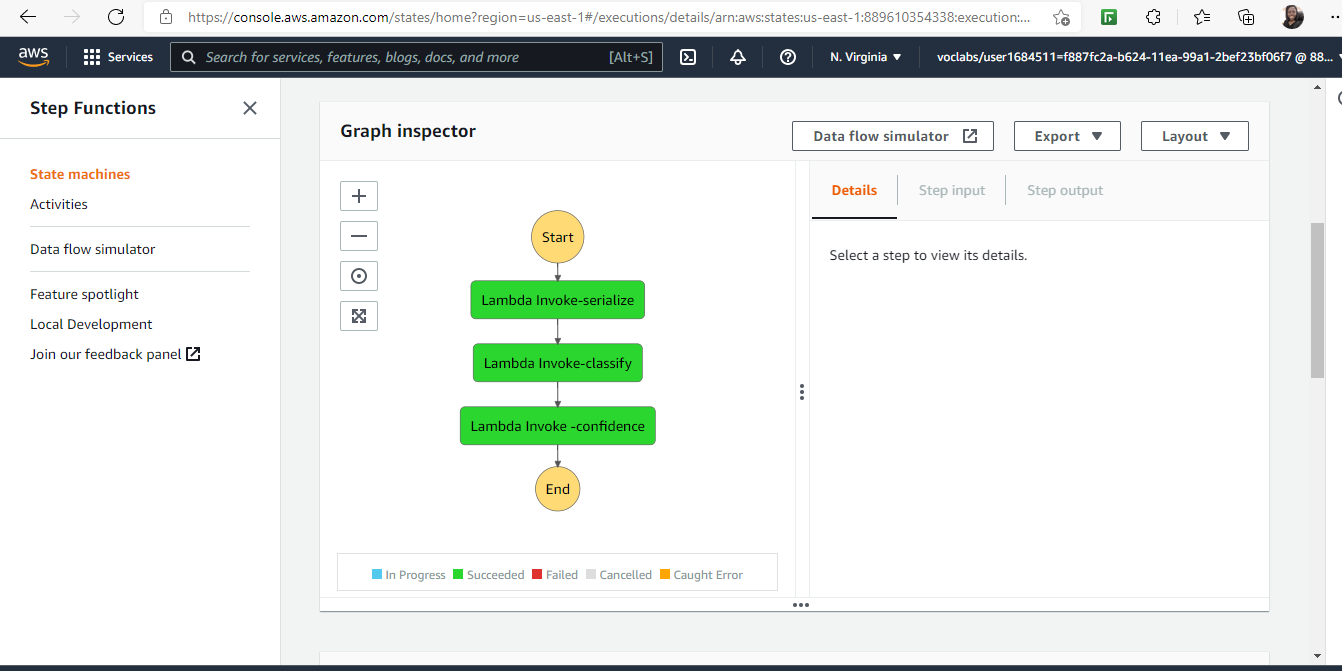 https://console.aws.amazon.com/states/home?region=us-east-1#/executions/details/arn:aws:states:us-east-1:889610354338:execution:...
aws
Services
Search for services, features, blogs, docs, and more
[Alt+S]
N. Virginia
voclabs/user1684511=f887fc2a-b624-11ea-99a1-2bef23bf06f7 @ 88...
Step Functions
State machines
Activities
Data flow simulator
Feature spotlight
Local Development
Join our feedback panel
Graph inspector
Data flow simulator
Export
Layout
Start
Lambda Invoke-serialize
Lambda Invoke-classify
Lambda Invoke -confidence
End
In Progress
Succeeded
Failed
Cancelled
Caught Error
Details
Step input
Step output
Select a step to view its details.